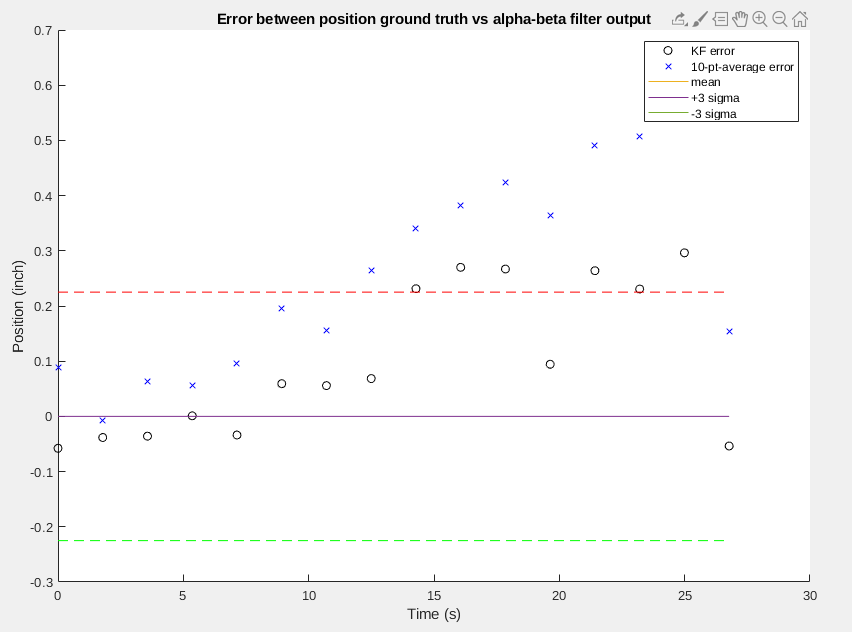 Error between position ground truth vs alpha-beta filter output
KF error
10-pt-average error
mean
+3 sigma
-3 sigma
Position (inch)
0.7
0.6
0.5
0.4
0.3
0.2
0.1
0
-0.1
-0.2
-0.3
0 5 10 15 20 25 30
Time (s)